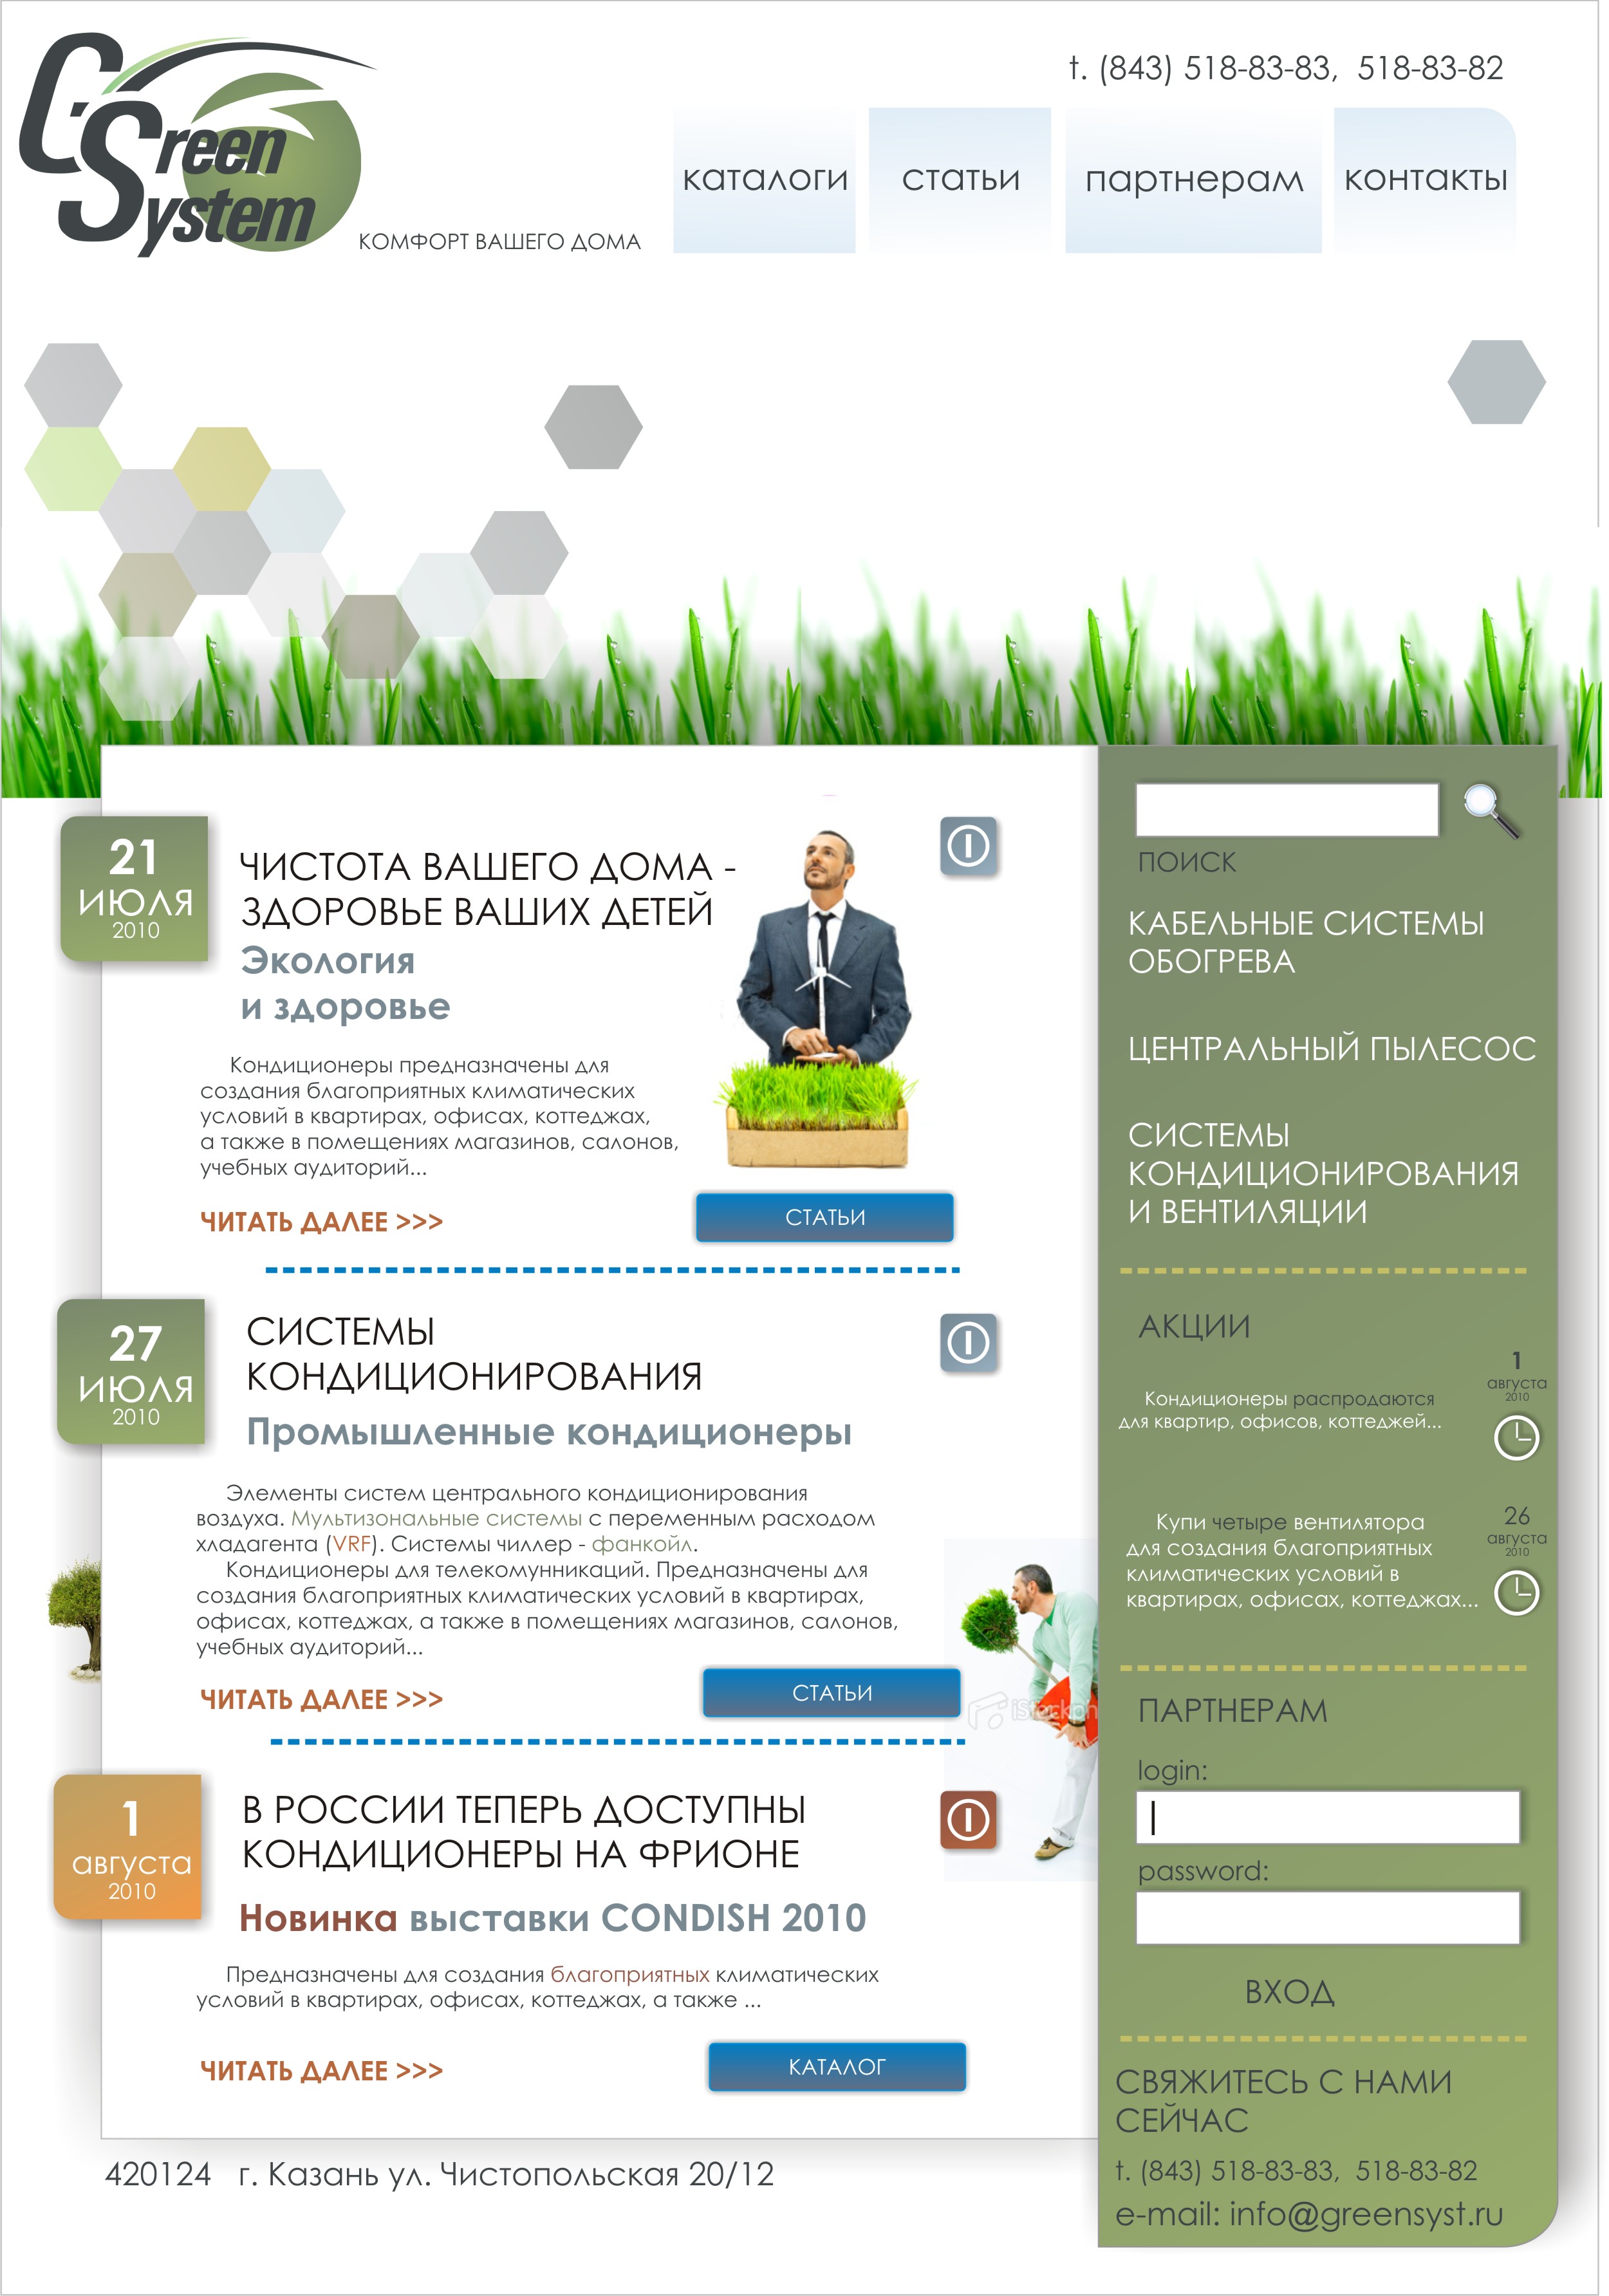 Green
System
КОМФОРТ ВАШЕГО ДОМА
t. (843) 518-83-83, 518-83-82
каталоги
статьи
партнерам
контакты
21
ИЮЛЯ
2010
ЧИСТОТА ВАШЕГО ДОМА -
ЗДОРОВЬЕ ВАШИХ ДЕТЕЙ
Экология
и здоровье
Кондиционеры предназначены для
создания благоприятных климатических
условий в квартирах, офисах, коттеджах,
а также в помещениях магазинов, салонов,
учебных аудиторий...
ЧИТАТЬ ДАЛЕЕ >>>
СТАТЬИ
27
ИЮЛЯ
2010
СИСТЕМЫ
КОНДИЦИОНИРОВАНИЯ
Промышленные кондиционеры
Элементы систем центрального кондиционирования
воздуха. Мультизональные системы с переменным расходом
хладагента (VRF). Системы чиллер - фанкойл.
Кондиционеры для телекомунникаций. Предназначены для
создания благоприятных климатических условий в квартирах,
офисах, коттеджах, а также в помещениях магазинов, салонов,
учебных аудиторий...
ЧИТАТЬ ДАЛЕЕ >>>
СТАТЬИ
iStockph
1
августа
2010
В РОССИИ ТЕПЕРЬ ДОСТУПНЫ
КОНДИЦИОНЕРЫ НА ФРИОНЕ
Новинка выставки CONDISH 2010
Предназначены для создания благоприятных климатических
условий в квартирах, офисах, коттеджах, а также ...
ЧИТАТЬ ДАЛЕЕ >>>
КАТАЛОГ
420124 г. Казань ул. Чистопольская 20/12
ПОИСК
КАБЕЛЬНЫЕ СИСТЕМЫ
ОБОГРЕВА
ЦЕНТРАЛЬНЫЙ ПЫЛЕСОС
СИСТЕМЫ
КОНДИЦИОНИРОВАНИЯ
И ВЕНТИЛЯЦИИ
АКЦИИ
1
августа
2010
Кондиционеры распродаются
для квартир, офисов, коттеджей...
26
августа
2010
Купи четыре вентилятора
для создания благоприятных
климатических условий в
квартирах, офисах, коттеджах...
ПАРТНЕРАМ
login:
password:
ВХОД
СВЯЖИТЕСЬ С НАМИ
СЕЙЧАС
t. (843) 518-83-83, 518-83-82
e-mail: info@greensyst.ru